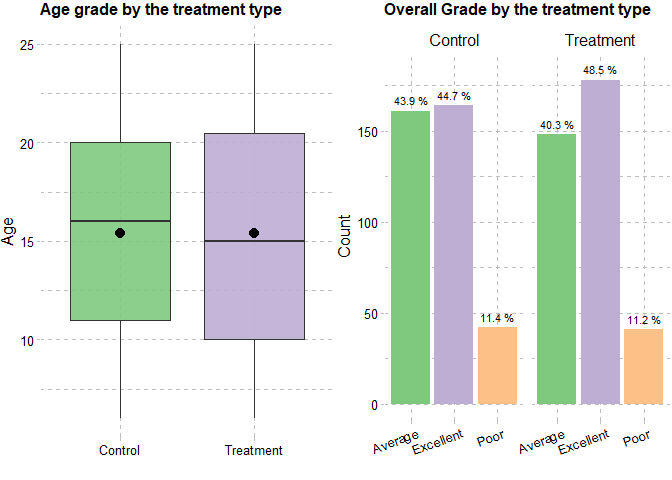 Age grade by the treatment type
Age
25
20
15
10
Control
Treatment
Overall Grade by the treatment type
Control
Treatment
Count
150
100
50
0
43.9 %
44.7 %
11.4 %
40.3 %
48.5 %
11.2 %
Average
Excellent
Poor
Average
Excellent
Poor